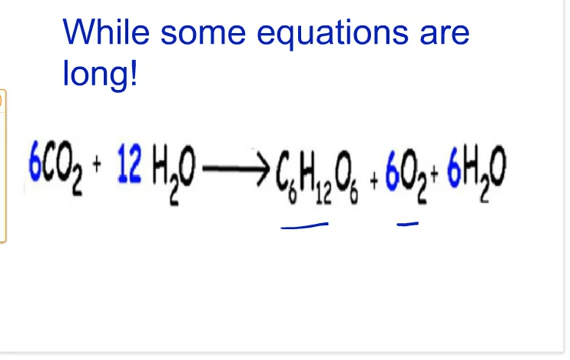 While some equations are
long!
6CO₂ + 12 H₂O ⟶ C₆H₁₂O₆ + 6O₂ + 6H₂O